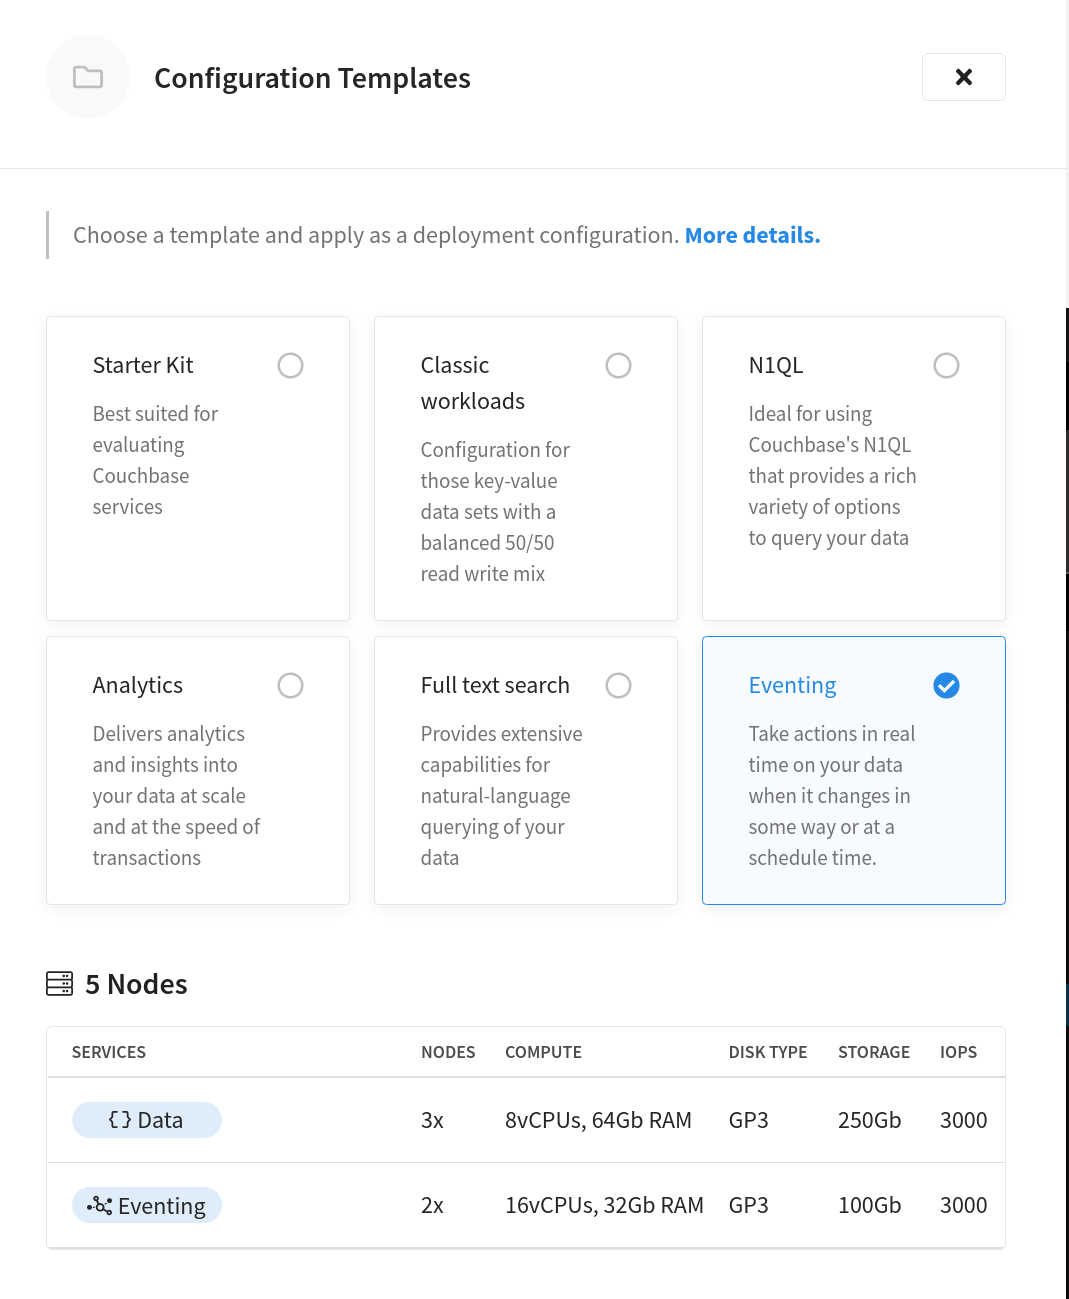 Configuration Templates
Choose a template and apply as a deployment configuration. More details.
Starter Kit
Best suited for
evaluating
Couchbase
services
Classic
workloads
Configuration for
those key-value
data sets with a
balanced 50/50
read write mix
N1QL
Ideal for using
Couchbase's N1QL
that provides a rich
variety of options
to query your data
Analytics
Delivers analytics
and insights into
your data at scale
and at the speed of
transactions
Full text search
Provides extensive
capabilities for
natural-language
querying of your
data
Eventing
Take actions in real
time on your data
when it changes in
some way or at a
schedule time.
5 Nodes
SERVICES NODES COMPUTE DISK TYPE STORAGE IOPS
{} Data 3x 8vCPUs, 64Gb RAM GP3 250Gb 3000
Eventing 2x 16vCPUs, 32Gb RAM GP3 100Gb 3000